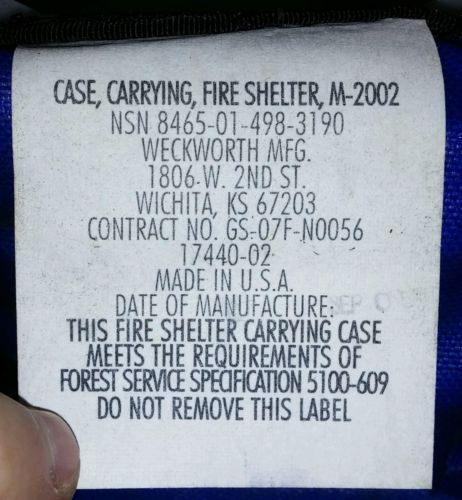 CASE, CARRYING, FIRE SHELTER, M-2002
NSN 8465-01-498-3190
WECKWORTH MFG.
1806 W. 2ND ST.
WICHITA, KS 67203
CONTRACT NO. GS-07F-N0056
17440-02
MADE IN U.S.A.
DATE OF MANUFACTURE:
THIS FIRE SHELTER CARRYING CASE
MEETS THE REQUIREMENTS OF
FOREST SERVICE SPECIFICATION 5100-609
DO NOT REMOVE THIS LABEL